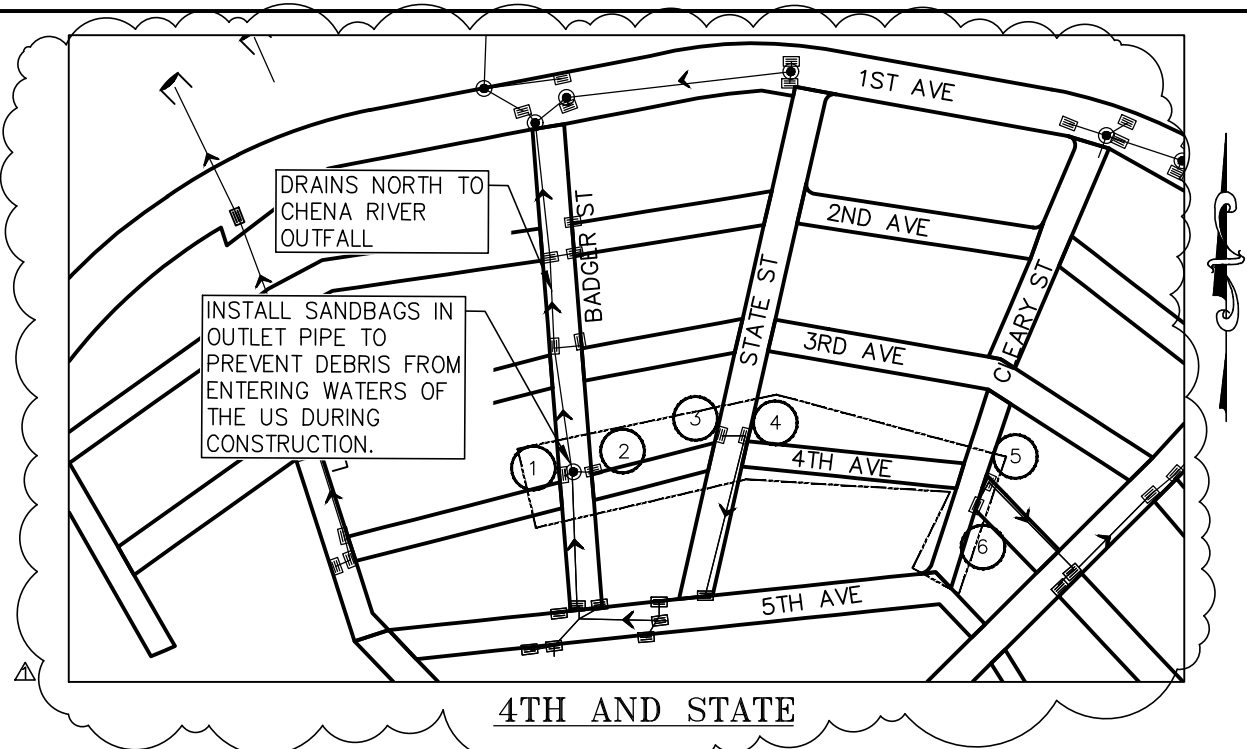 1ST AVE
DRAINS NORTH TO
CHENA RIVER
OUTFALL
BADGER ST
2ND AVE
STATE ST
CLEARY ST
INSTALL SANDBAGS IN
OUTLET PIPE TO
PREVENT DEBRIS FROM
ENTERING WATERS OF
THE US DURING
CONSTRUCTION.
3RD AVE
1
2
3
4
4TH AVE
5
6
5TH AVE
1
4TH AND STATE